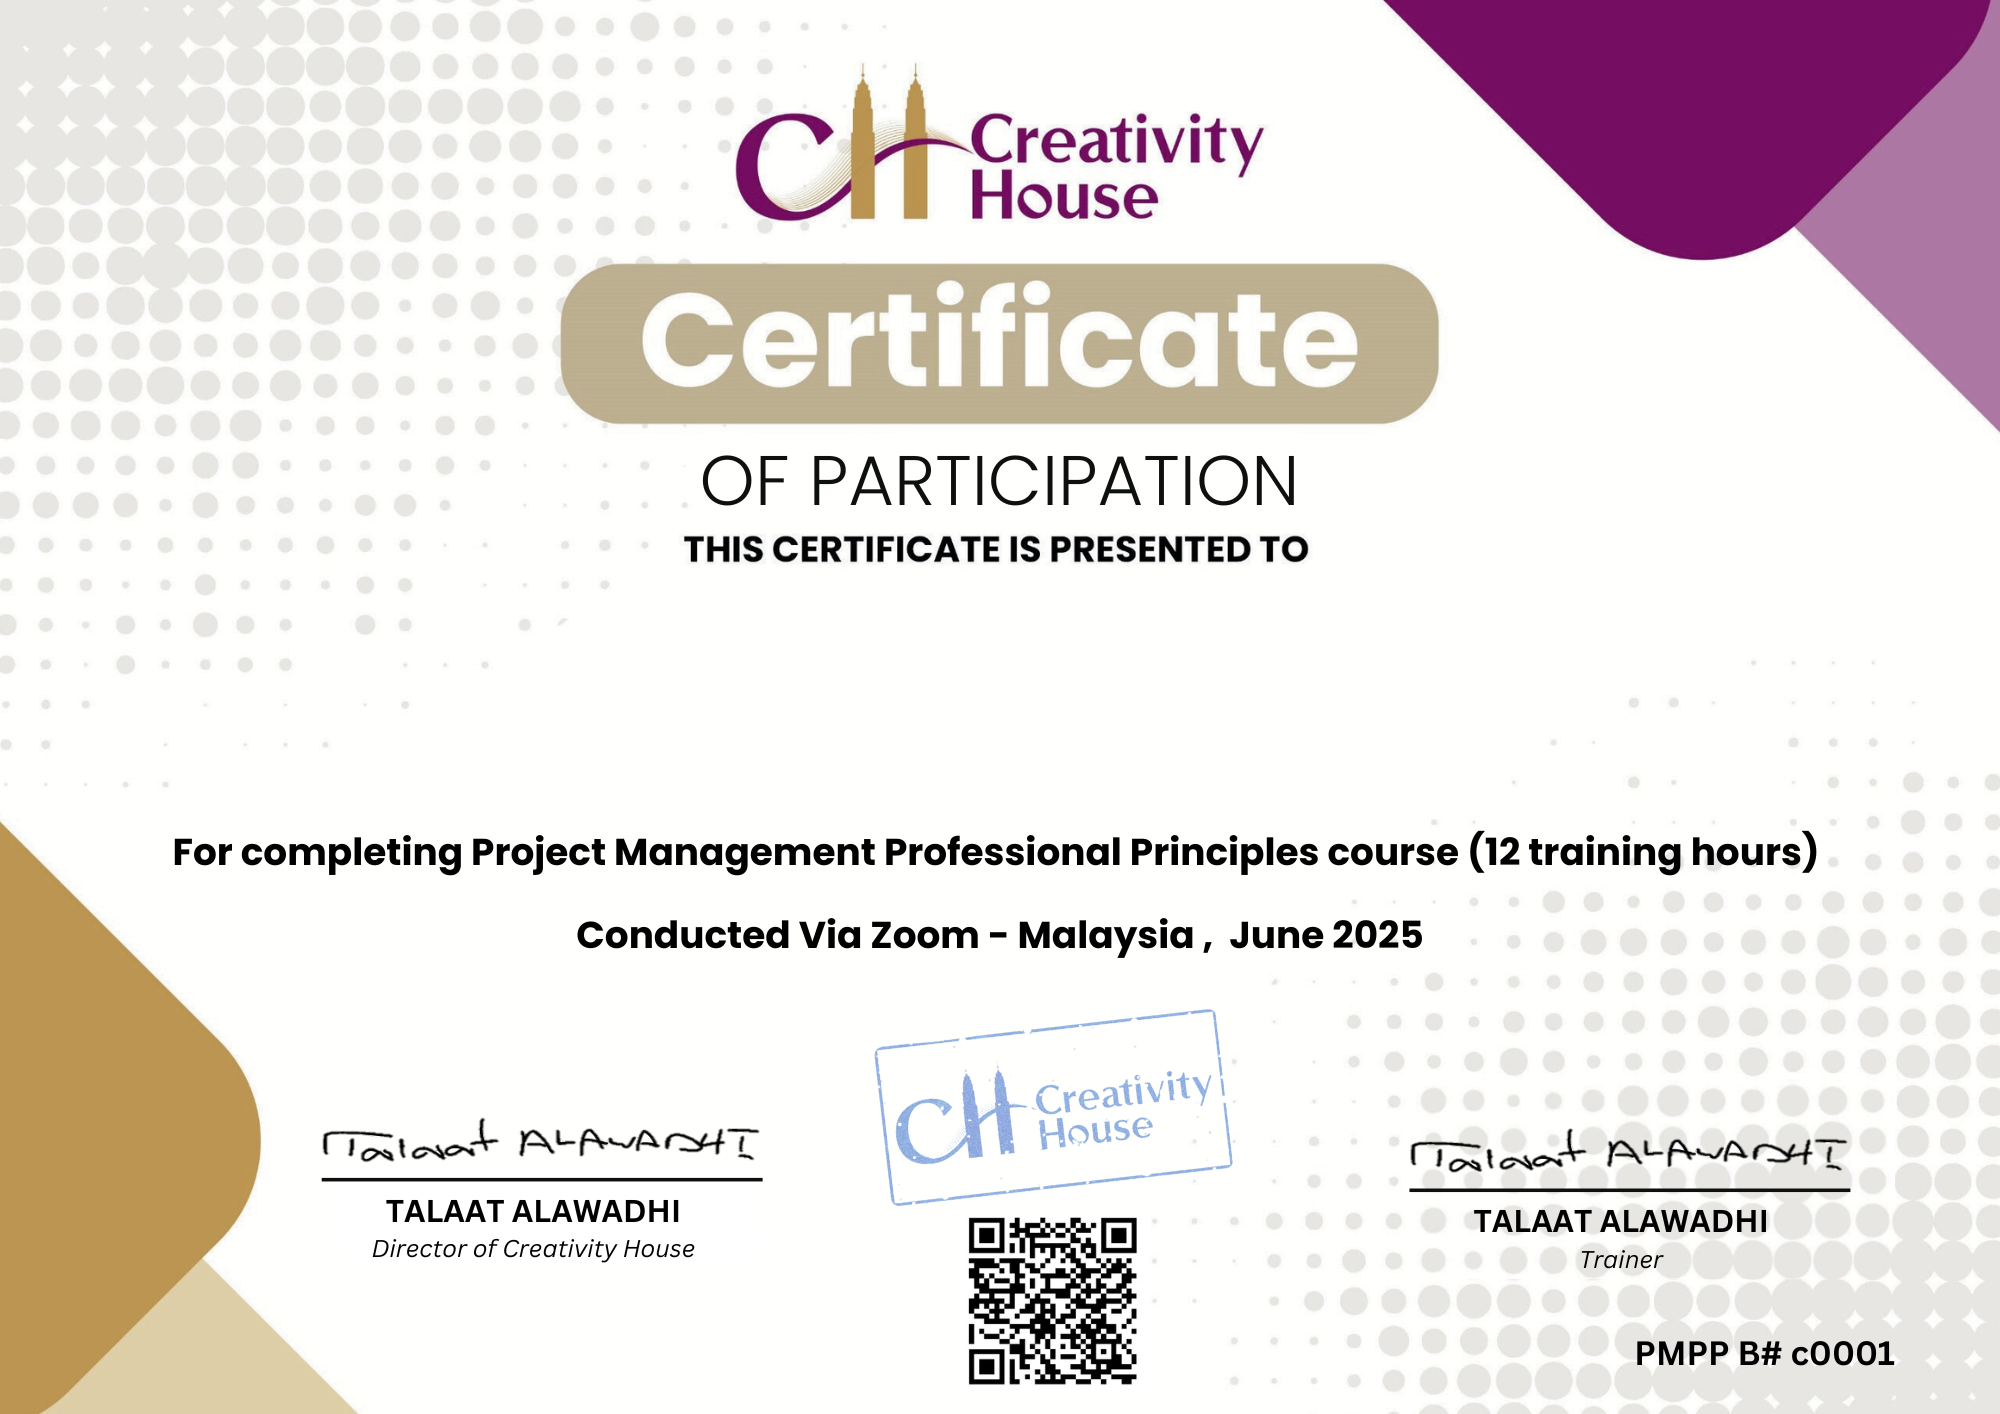 Creativity
House
Certificate
OF PARTICIPATION
THIS CERTIFICATE IS PRESENTED TO
For completing Project Management Professional Principles course (12 training hours)
Conducted Via Zoom - Malaysia , June 2025
CH Creativity
House
Talaat ALAWADHI
TALAAT ALAWADHI
Director of Creativity House
Talaat ALAWADHI
TALAAT ALAWADHI
Trainer
PMPP B# c0001